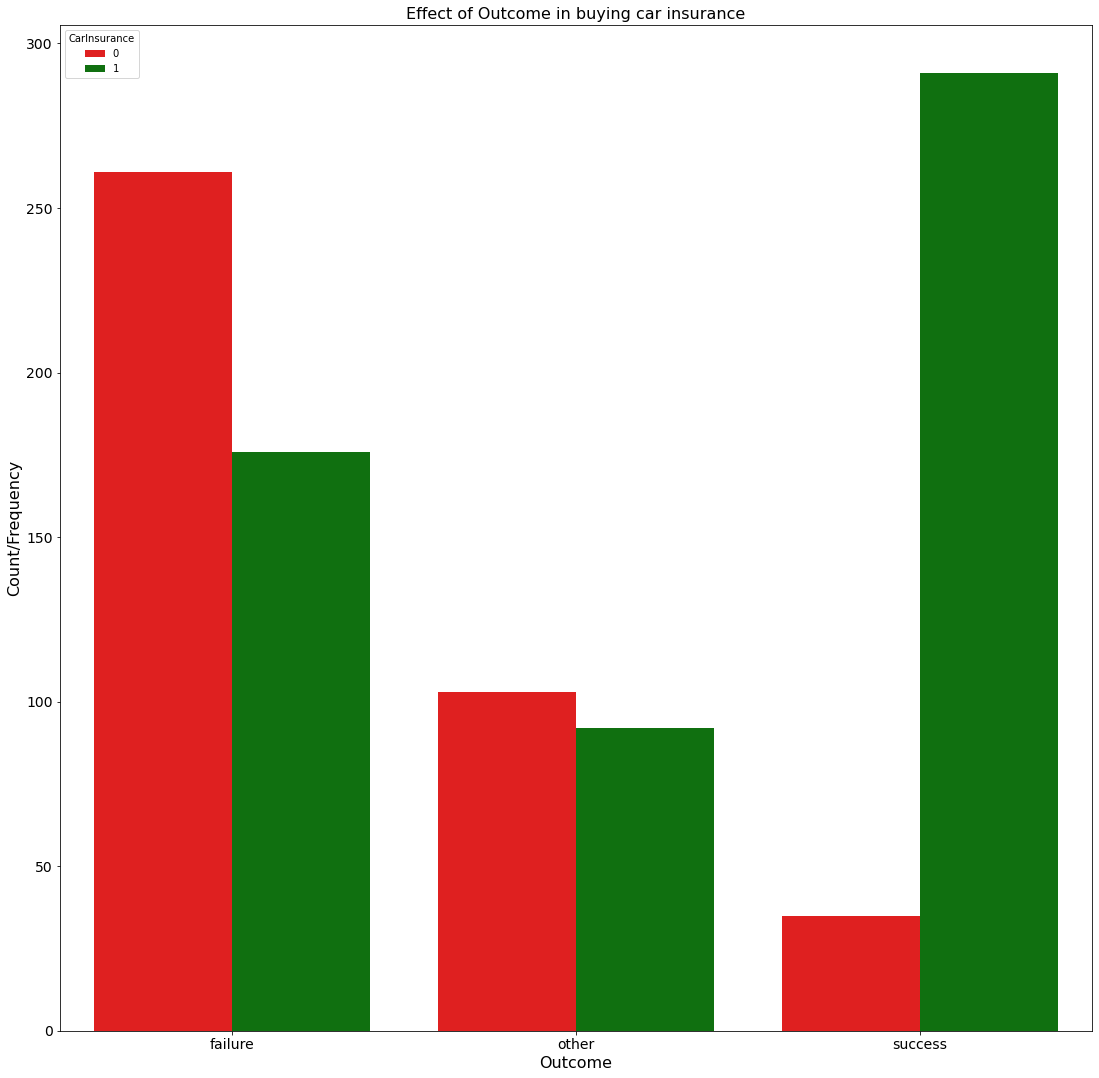 Effect of Outcome in buying car insurance
CarInsurance
0
1
300
250
200
150
100
50
0
Count/Frequency
failure
other
success
Outcome